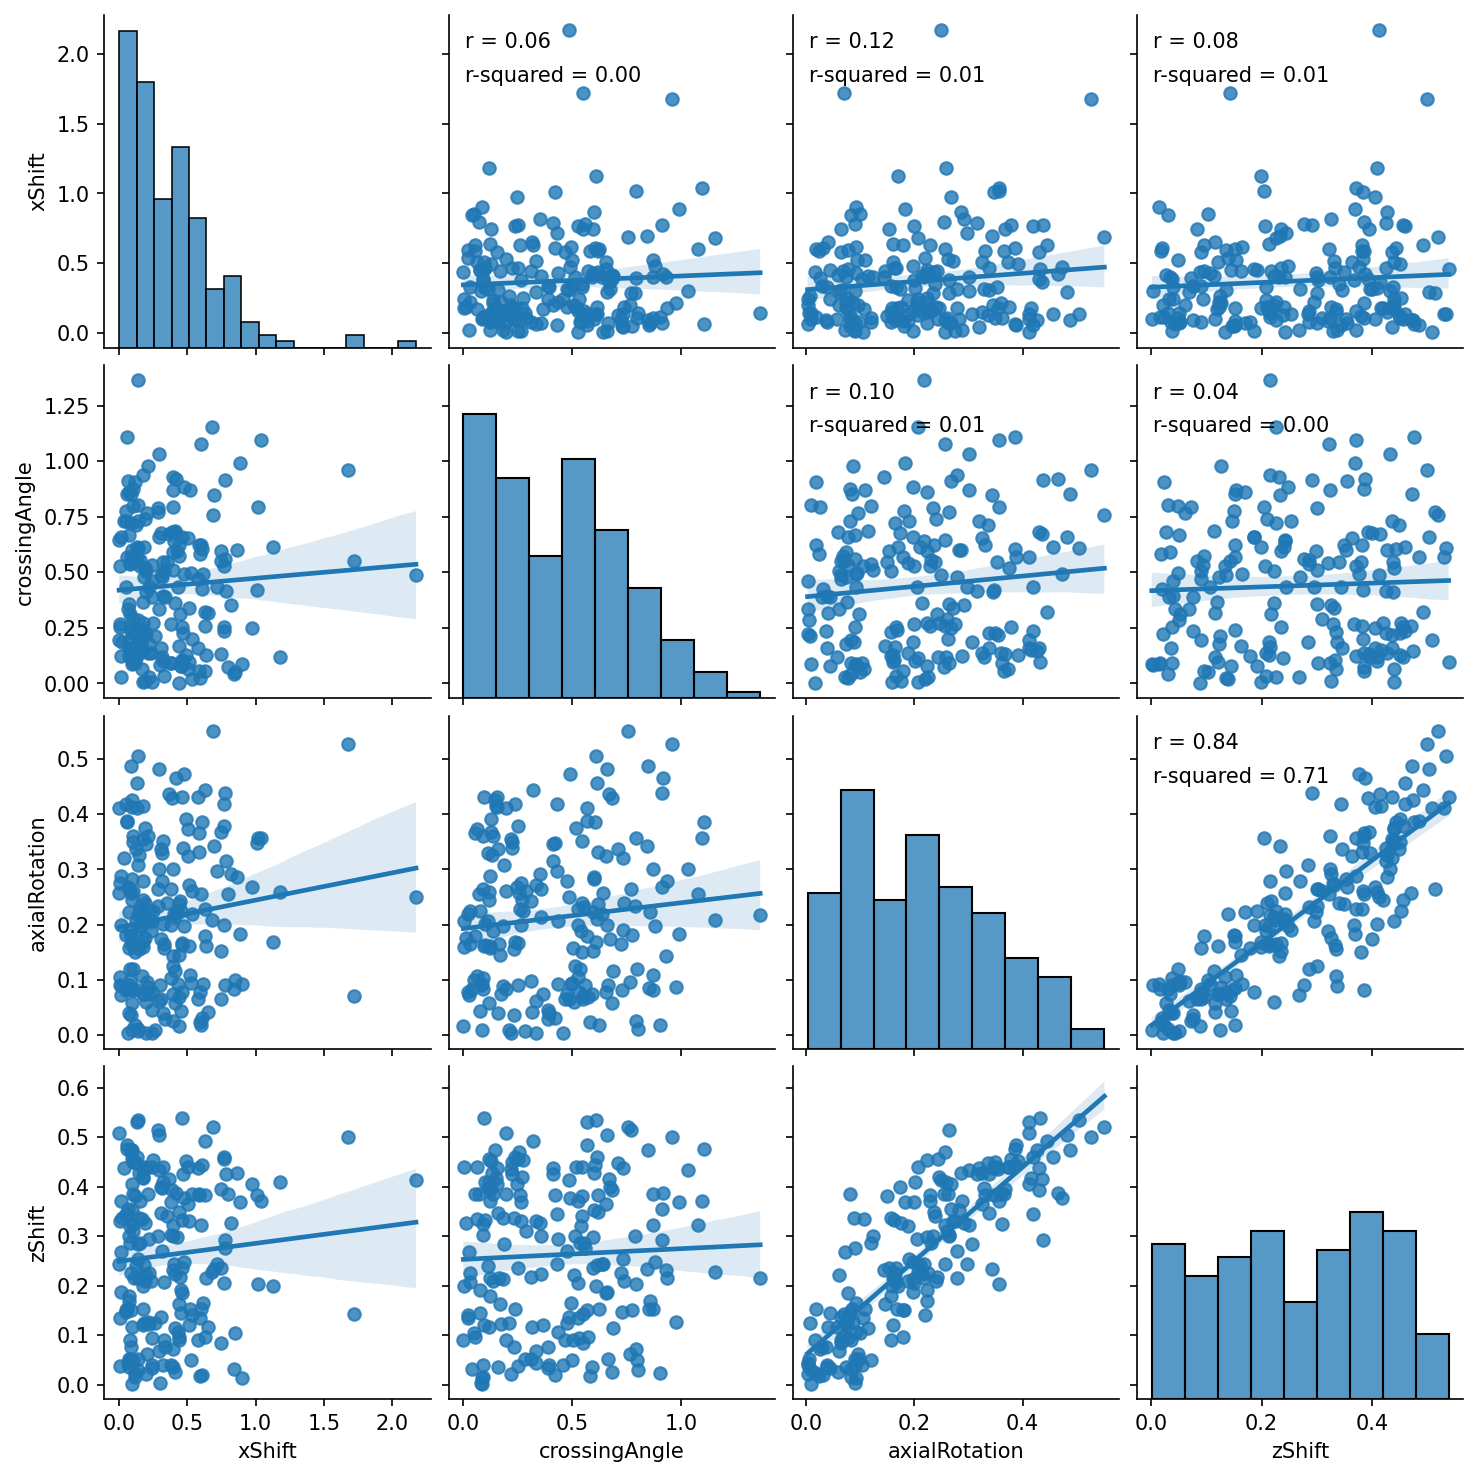 r = 0.06
r-squared = 0.00
r = 0.12
r-squared = 0.01
r = 0.08
r-squared = 0.01
2.0
1.5
1.0
0.5
0.0
xShift
r = 0.10
r-squared = 0.01
r = 0.04
r-squared = 0.00
1.25
1.00
0.75
0.50
0.25
0.00
crossingAngle
r = 0.84
r-squared = 0.71
0.5
0.4
0.3
0.2
0.1
0.0
axialRotation
0.6
0.5
0.4
0.3
0.2
0.1
0.0
zShift
0.0 0.5 1.0 1.5 2.0
0.0 0.5 1.0
0.0 0.2 0.4
0.0 0.2 0.4
xShift
crossingAngle
axialRotation
zShift